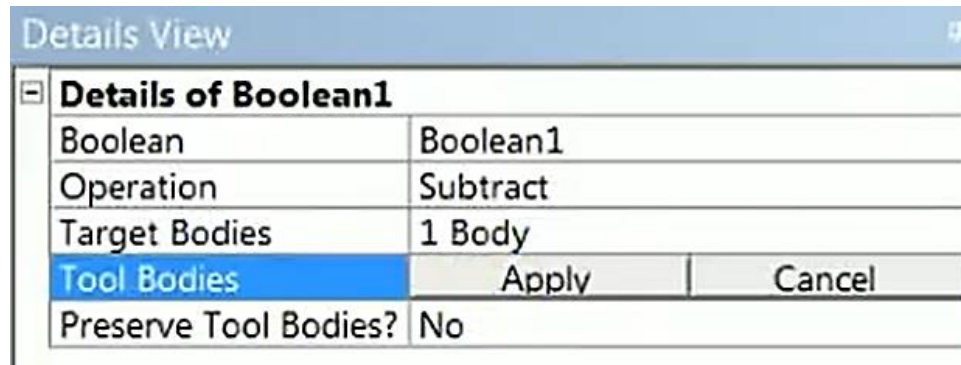 Details View
Details of Boolean1
Boolean Boolean1
Operation Subtract
Target Bodies 1 Body
Tool Bodies Apply Cancel
Preserve Tool Bodies? No